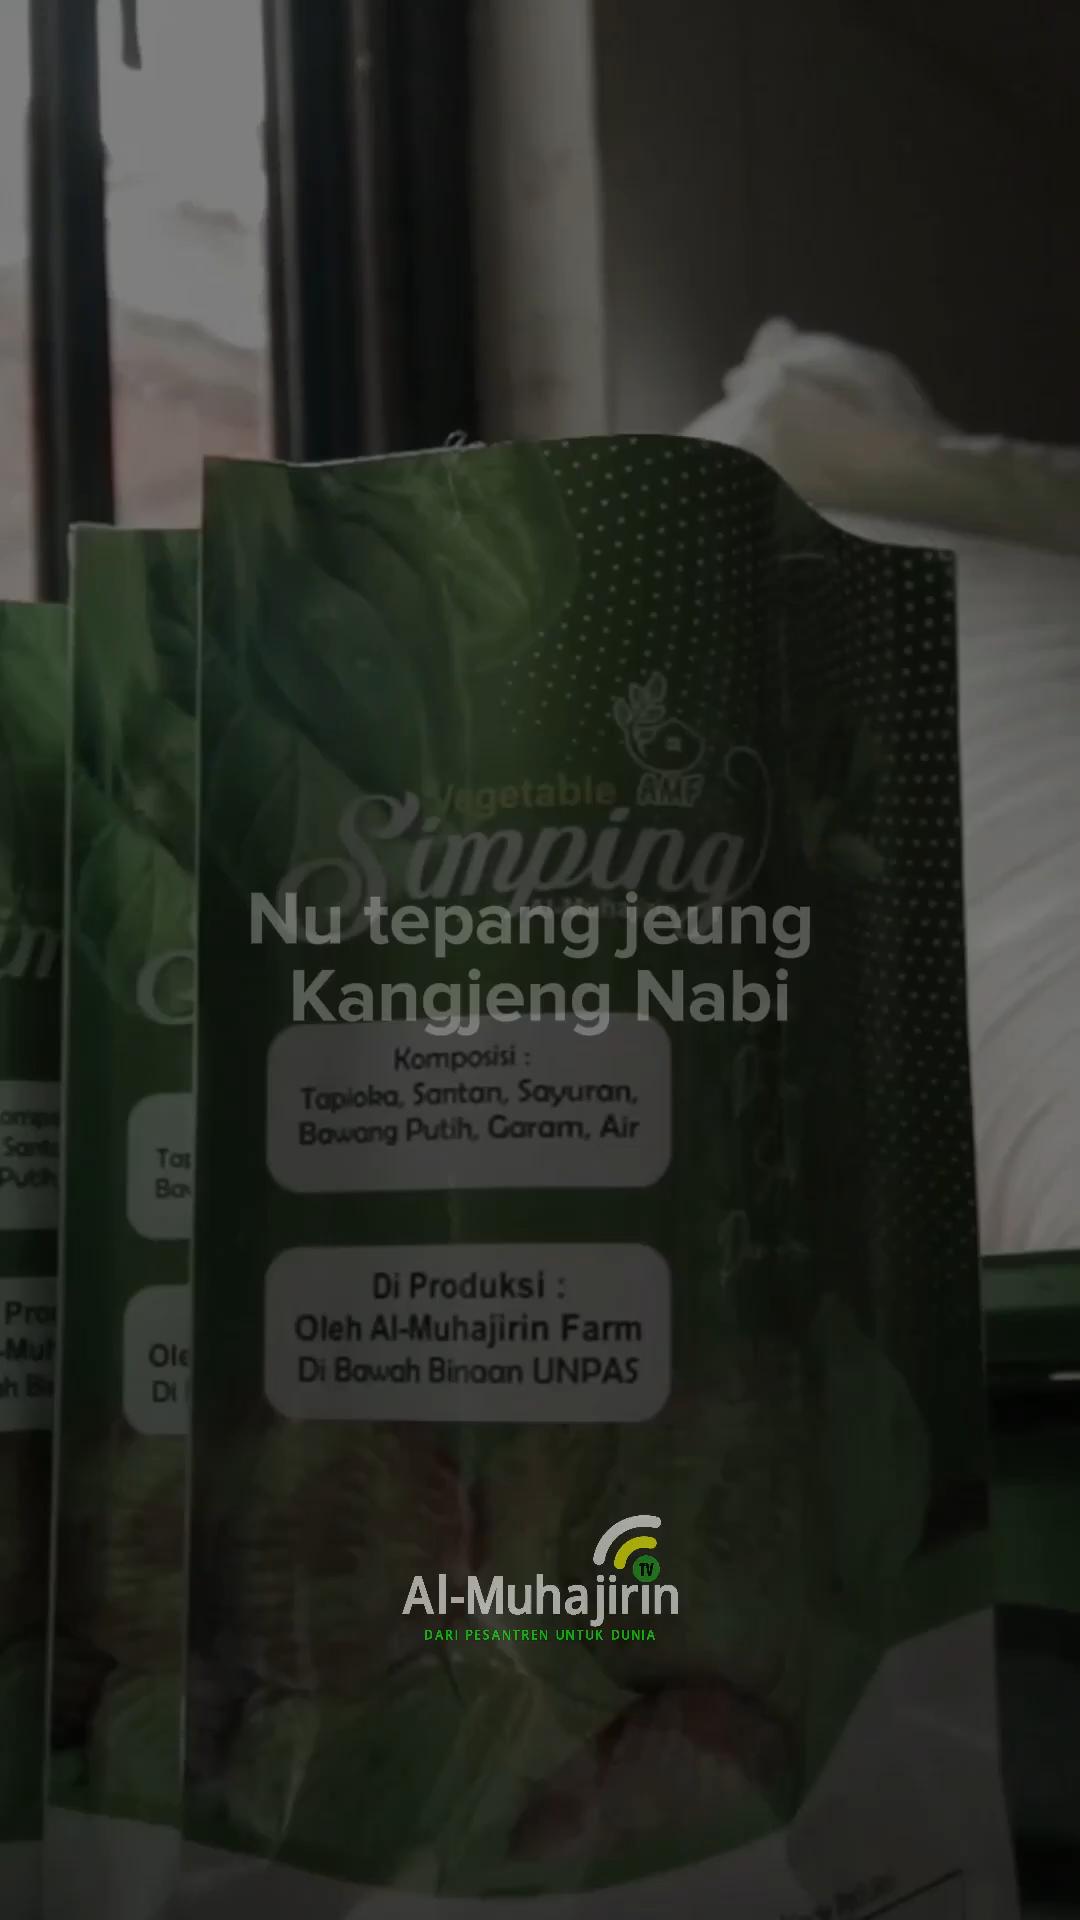 Vegetable AMF
Simping
Nu tepang jeung
Kangjeng Nabi
Komposisi :
Tapioka, Santan, Sayuran,
Bawang Putih, Garam, Air
Di Produksi :
Oleh Al-Muhajirin Farm
Di Bawah Binaan UNPAS
TV
Al-Muhajirin
DARI PESANTREN UNTUK DUNIA